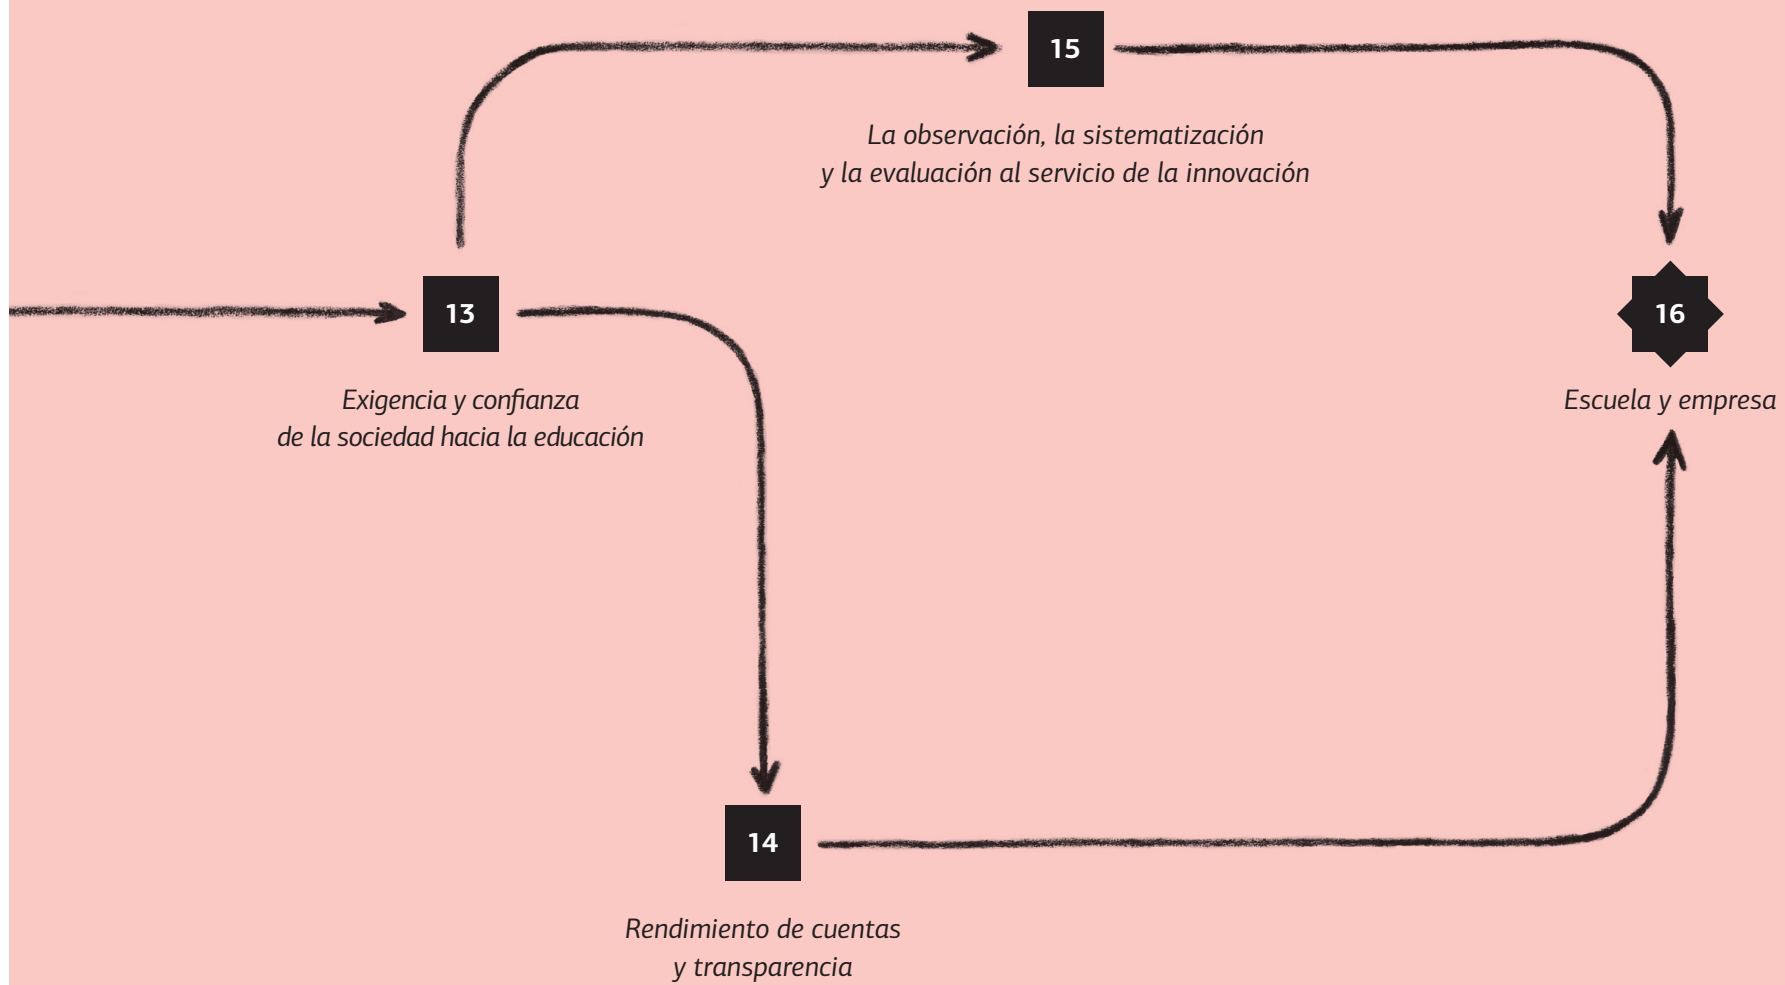 15
La observación, la sistematización
y la evaluación al servicio de la innovación
13
Exigencia y confianza
de la sociedad hacia la educación
16
Escuela y empresa
14
Rendimiento de cuentas
y transparencia